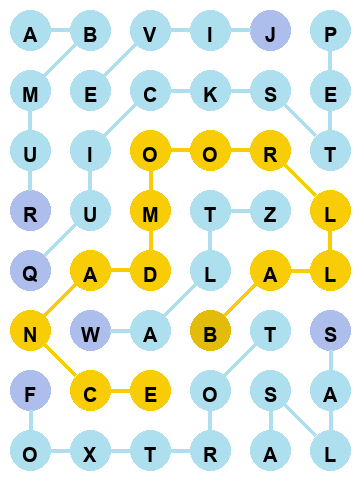 A B V I J P
M E C K S E
U I O O R T
R U M T Z L
Q A D L A L
N W A B T S
F C E O S A
O X T R A L